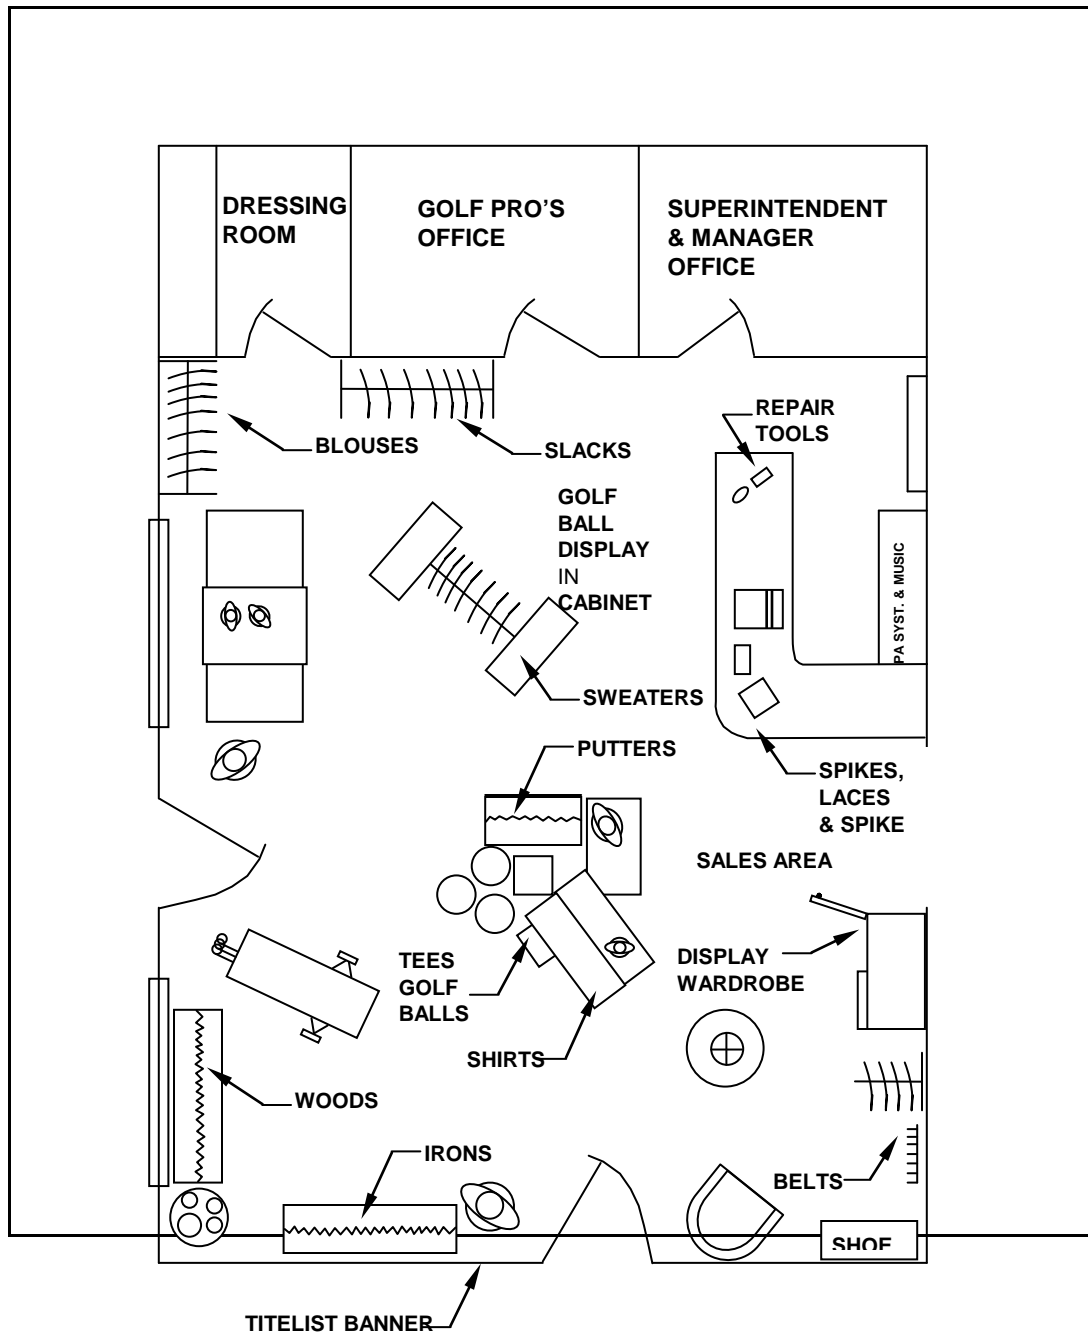 DRESSING
ROOM
GOLF PRO'S
OFFICE
SUPERINTENDENT
& MANAGER
OFFICE
REPAIR
TOOLS
BLOUSES
SLACKS
GOLF
BALL
DISPLAY
IN
CABINET
PA SYST. & MUSIC
SWEATERS
PUTTERS
SPIKES,
LACES
& SPIKE
SALES AREA
TEES
GOLF
BALLS
DISPLAY
WARDROBE
SHIRTS
WOODS
IRONS
BELTS
SHOE
TITELIST BANNER